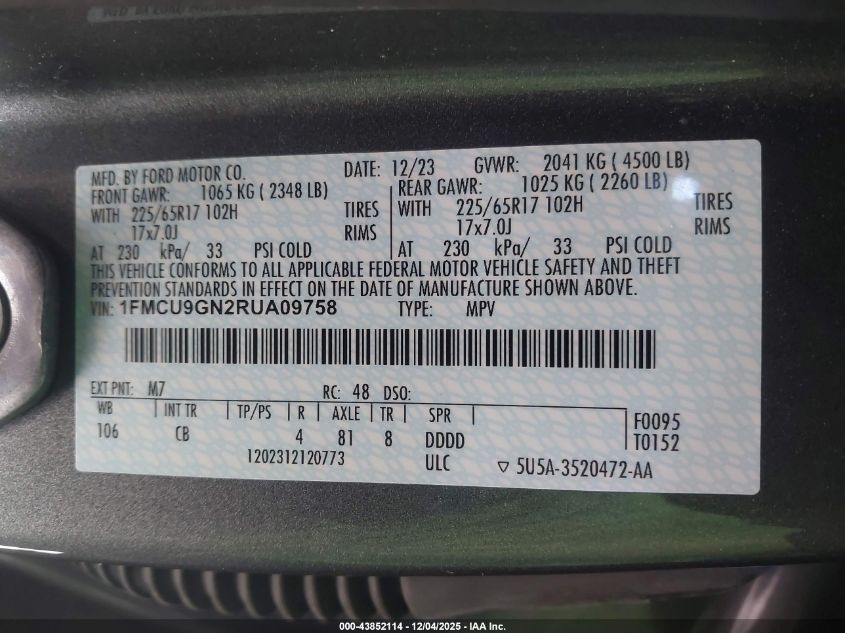 MFD. BY FORD MOTOR CO. DATE: 12/23 GVWR: 2041 KG ( 4500 LB)
FRONT GAWR: 1065 KG ( 2348 LB) REAR GAWR: 1025 KG ( 2260 LB)
WITH 225/65R17 102H TIRES WITH 225/65R17 102H TIRES
17x7.0J RIMS 17x7.0J RIMS
AT 230 kPa/ 33 PSI COLD AT 230 kPa/ 33 PSI COLD
THIS VEHICLE CONFORMS TO ALL APPLICABLE FEDERAL MOTOR VEHICLE SAFETY AND THEFT
PREVENTION STANDARDS IN EFFECT ON THE DATE OF MANUFACTURE SHOWN ABOVE.
VIN: 1FMCU9GN2RUA09758 TYPE: MPV
EXT PNT: M7 RC: 48 DSO:
WB INT TR TP/PS R AXLE TR SPR F0095
106 CB 4 81 8 DDDD T0152
1202312120773 ULC ▽ 5U5A-3520472-AA
000-43852114 - 12/04/2025 - IAA Inc.